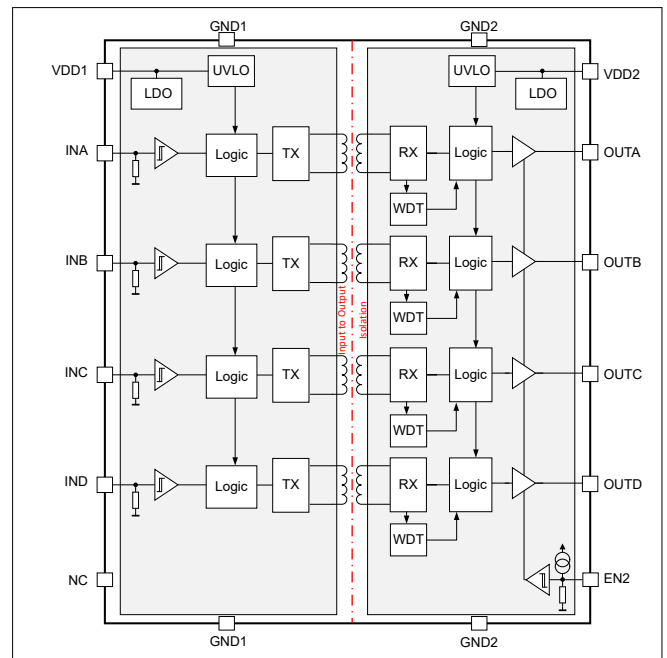 GND1 GND2
VDD1 UVLO UVLO VDD2
LDO LDO
INA Logic TX RX Logic OUTA
WDT
INB Logic TX RX Logic OUTB
WDT
Input to Output
Isolation
INC Logic TX RX Logic OUTC
WDT
IND Logic TX RX Logic OUTD
WDT
NC EN2
GND1 GND2